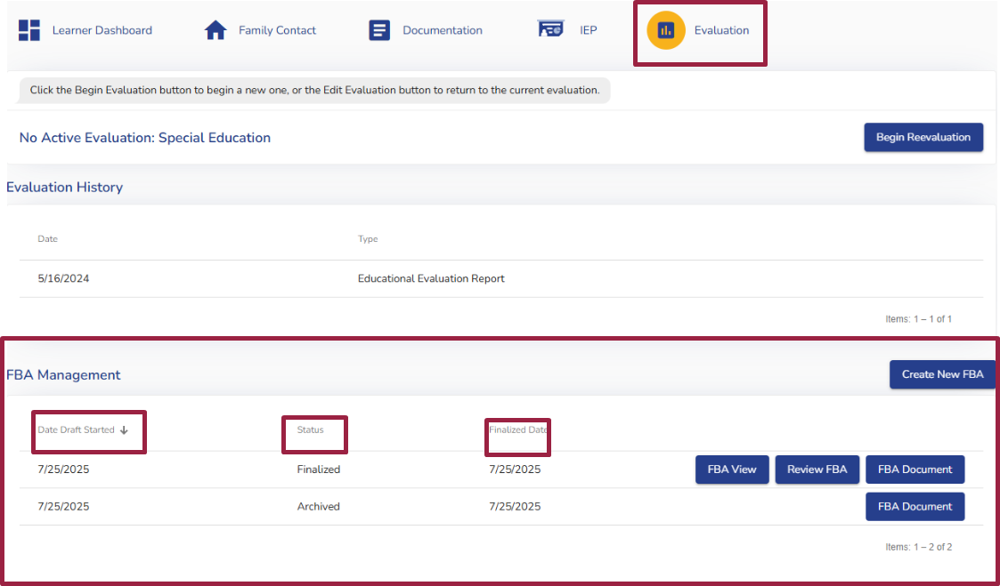 Learner Dashboard
Family Contact
Documentation
IEP
Evaluation
Click the Begin Evaluation button to begin a new one, or the Edit Evaluation button to return to the current evaluation.
No Active Evaluation: Special Education
Begin Reevaluation
Evaluation History
Date Type
5/16/2024 Educational Evaluation Report
Items: 1 – 1 of 1
FBA Management
Create New FBA
Date Draft Started Status Finalized Date
7/25/2025 Finalized 7/25/2025 FBA View Review FBA FBA Document
7/25/2025 Archived 7/25/2025 FBA Document
Items: 1 – 2 of 2